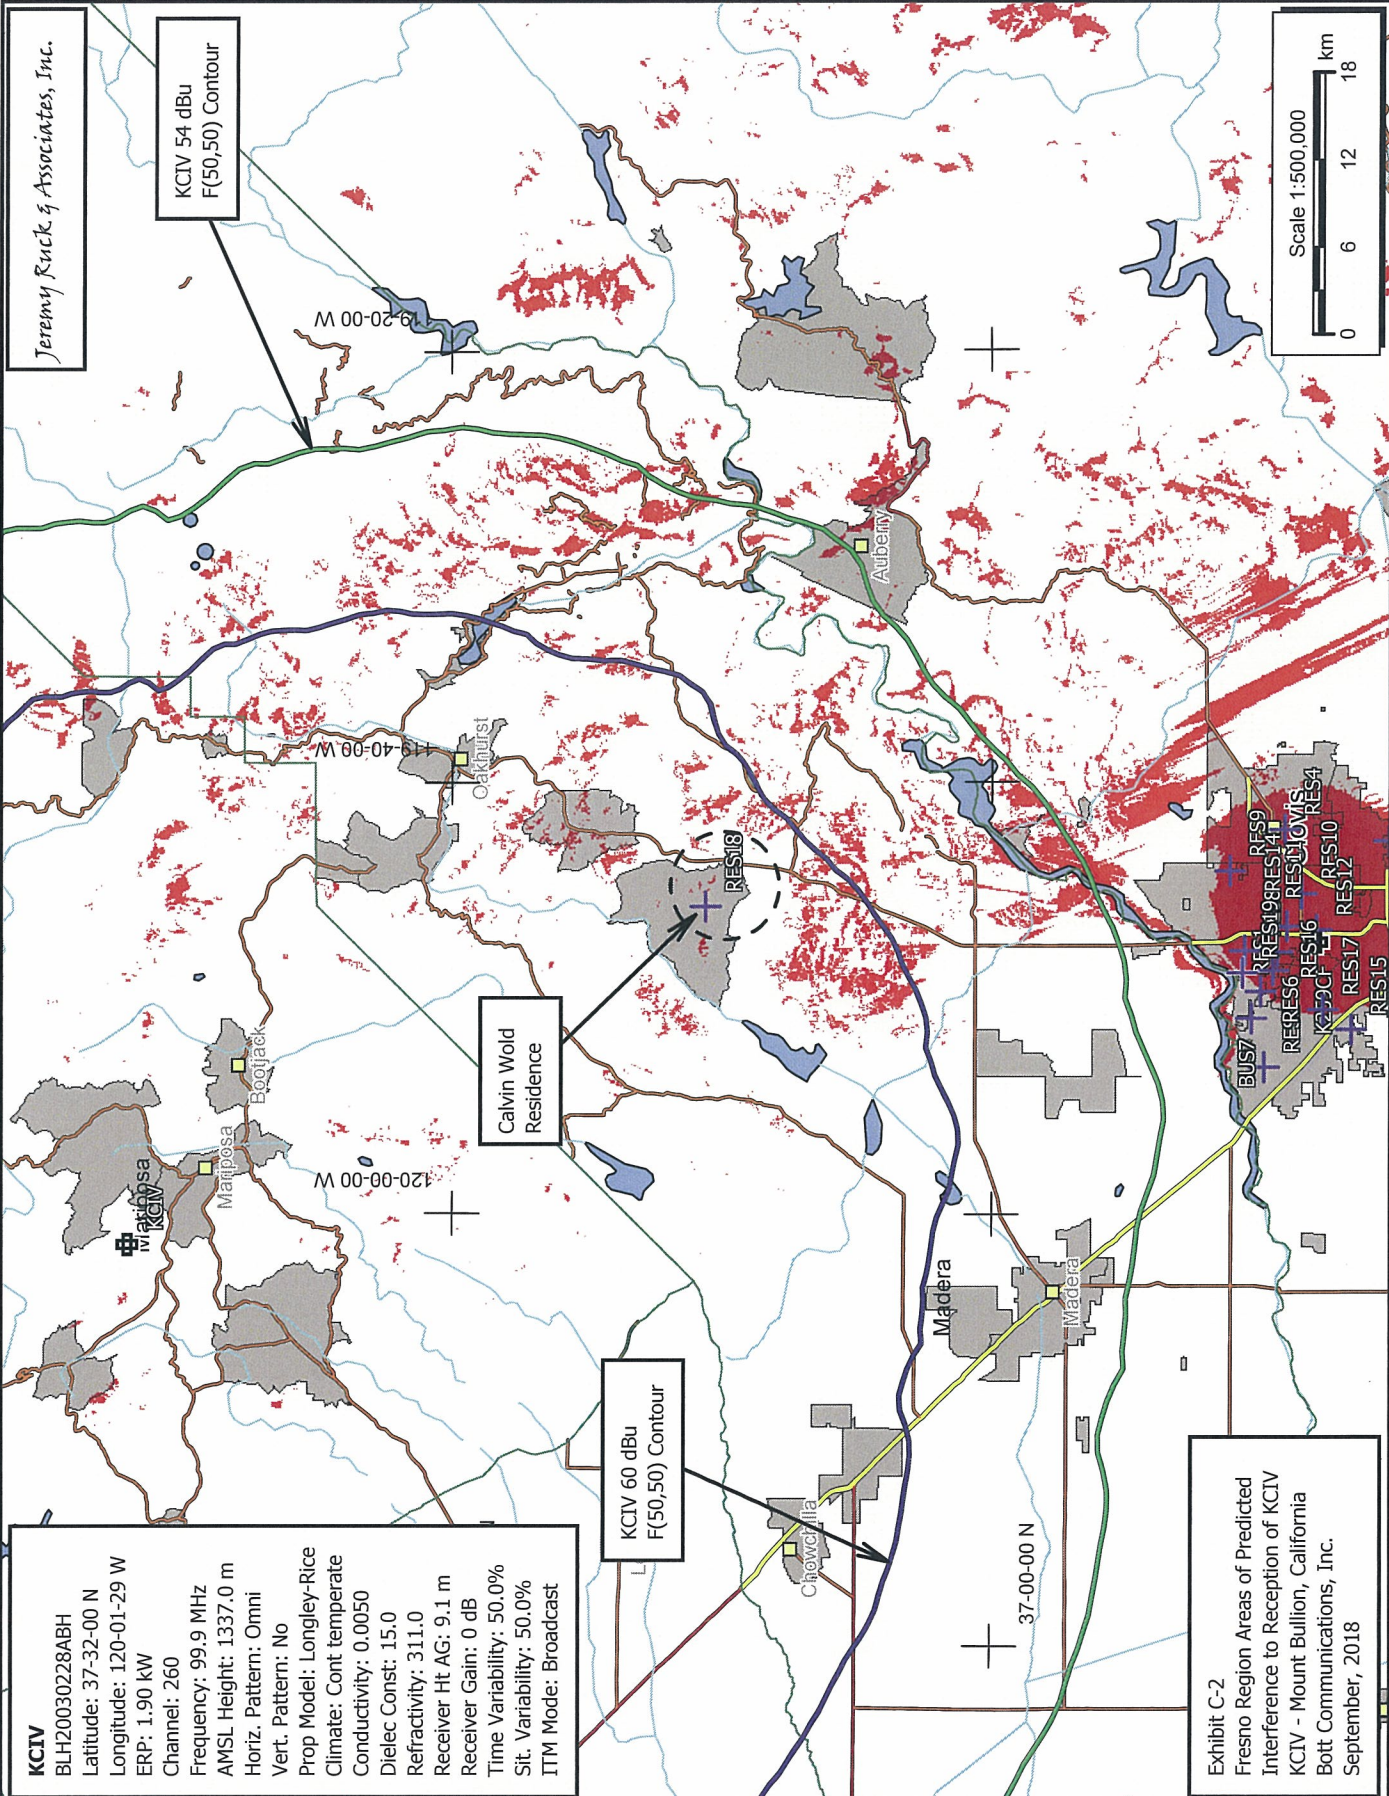 Jeremy Ruck & Associates, Inc.
KCIV 54 dBu
F(50,50) Contour
KCIV
BLH20030228ABH
Latitude: 37-32-00 N
Longitude: 120-01-29 W
ERP: 1.90 kW
Channel: 260
Frequency: 99.9 MHz
AMSL Height: 1337.0 m
Horiz. Pattern: Omni
Vert. Pattern: No
Prop Model: Longley-Rice
Climate: Cont temperate
Conductivity: 0.0050
Dielec Const: 15.0
Refractivity: 311.0
Receiver Ht AG: 9.1 m
Receiver Gain: 0 dB
Time Variability: 50.0%
Sit. Variability: 50.0%
ITM Mode: Broadcast
Mariposa
KCIV
Mariposa
Bootjack
120-00-00 W
119-40-00 W
Oakhurst
Calvin Wold
Residence
RES18
KCIV 60 dBu
F(50,50) Contour
Chowchilla
Madera
Madera
Auberry
37-00-00 N
BUS7
RES6
RES16
RES17
RES15
RES9
RES10
RES12
RES4
Scale 1:500,000
0 6 12 18 km
Exhibit C-2
Fresno Region Areas of Predicted
Interference to Reception of KCIV
KCIV - Mount Bullion, California
Bott Communications, Inc.
September, 2018